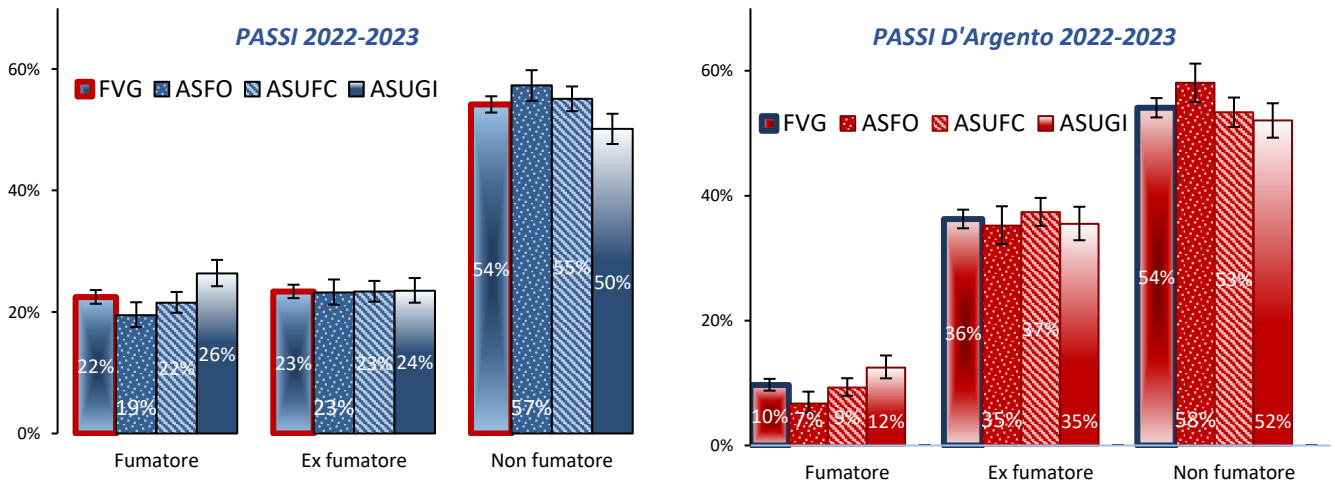 PASSI 2022-2023
60%
FVG ASFO ASUFC ASUGI
40%
20%
0%
22% 19% 22% 26%
23% 23% 23% 24%
54% 57% 55% 50%
Fumatore Ex fumatore Non fumatore
PASSI D'Argento 2022-2023
60%
FVG ASFO ASUFC ASUGI
40%
20%
0%
10% 7% 9% 12%
36% 35% 37% 35%
54% 58% 53% 52%
Fumatore Ex fumatore Non fumatore